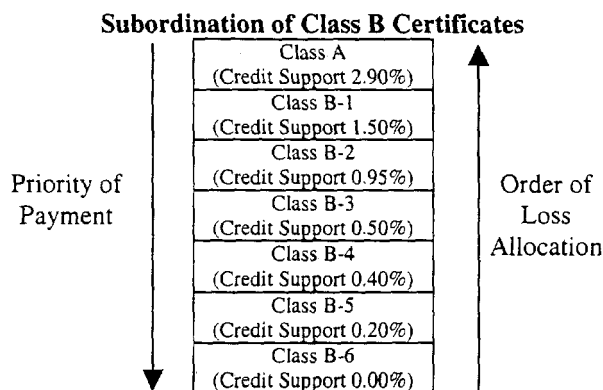 Subordination of Class B Certificates
Class A
(Credit Support 2.90%)
Class B-1
(Credit Support 1.50%)
Class B-2
(Credit Support 0.95%)
Class B-3
(Credit Support 0.50%)
Class B-4
(Credit Support 0.40%)
Class B-5
(Credit Support 0.20%)
Class B-6
(Credit Support 0.00%)
Priority of
Payment
Order of
Loss
Allocation